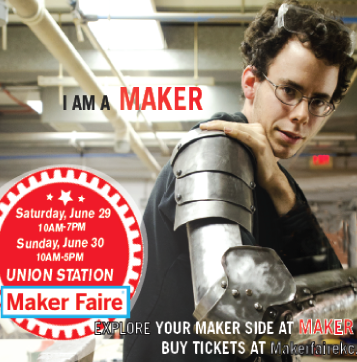 I AM A MAKER
Saturday, June 29
10AM-7PM
Sunday, June 30
10AM-5PM
UNION STATION
Maker Faire
EXPLORE YOUR MAKER SIDE AT MAKER
BUY TICKETS AT Makerfairekc